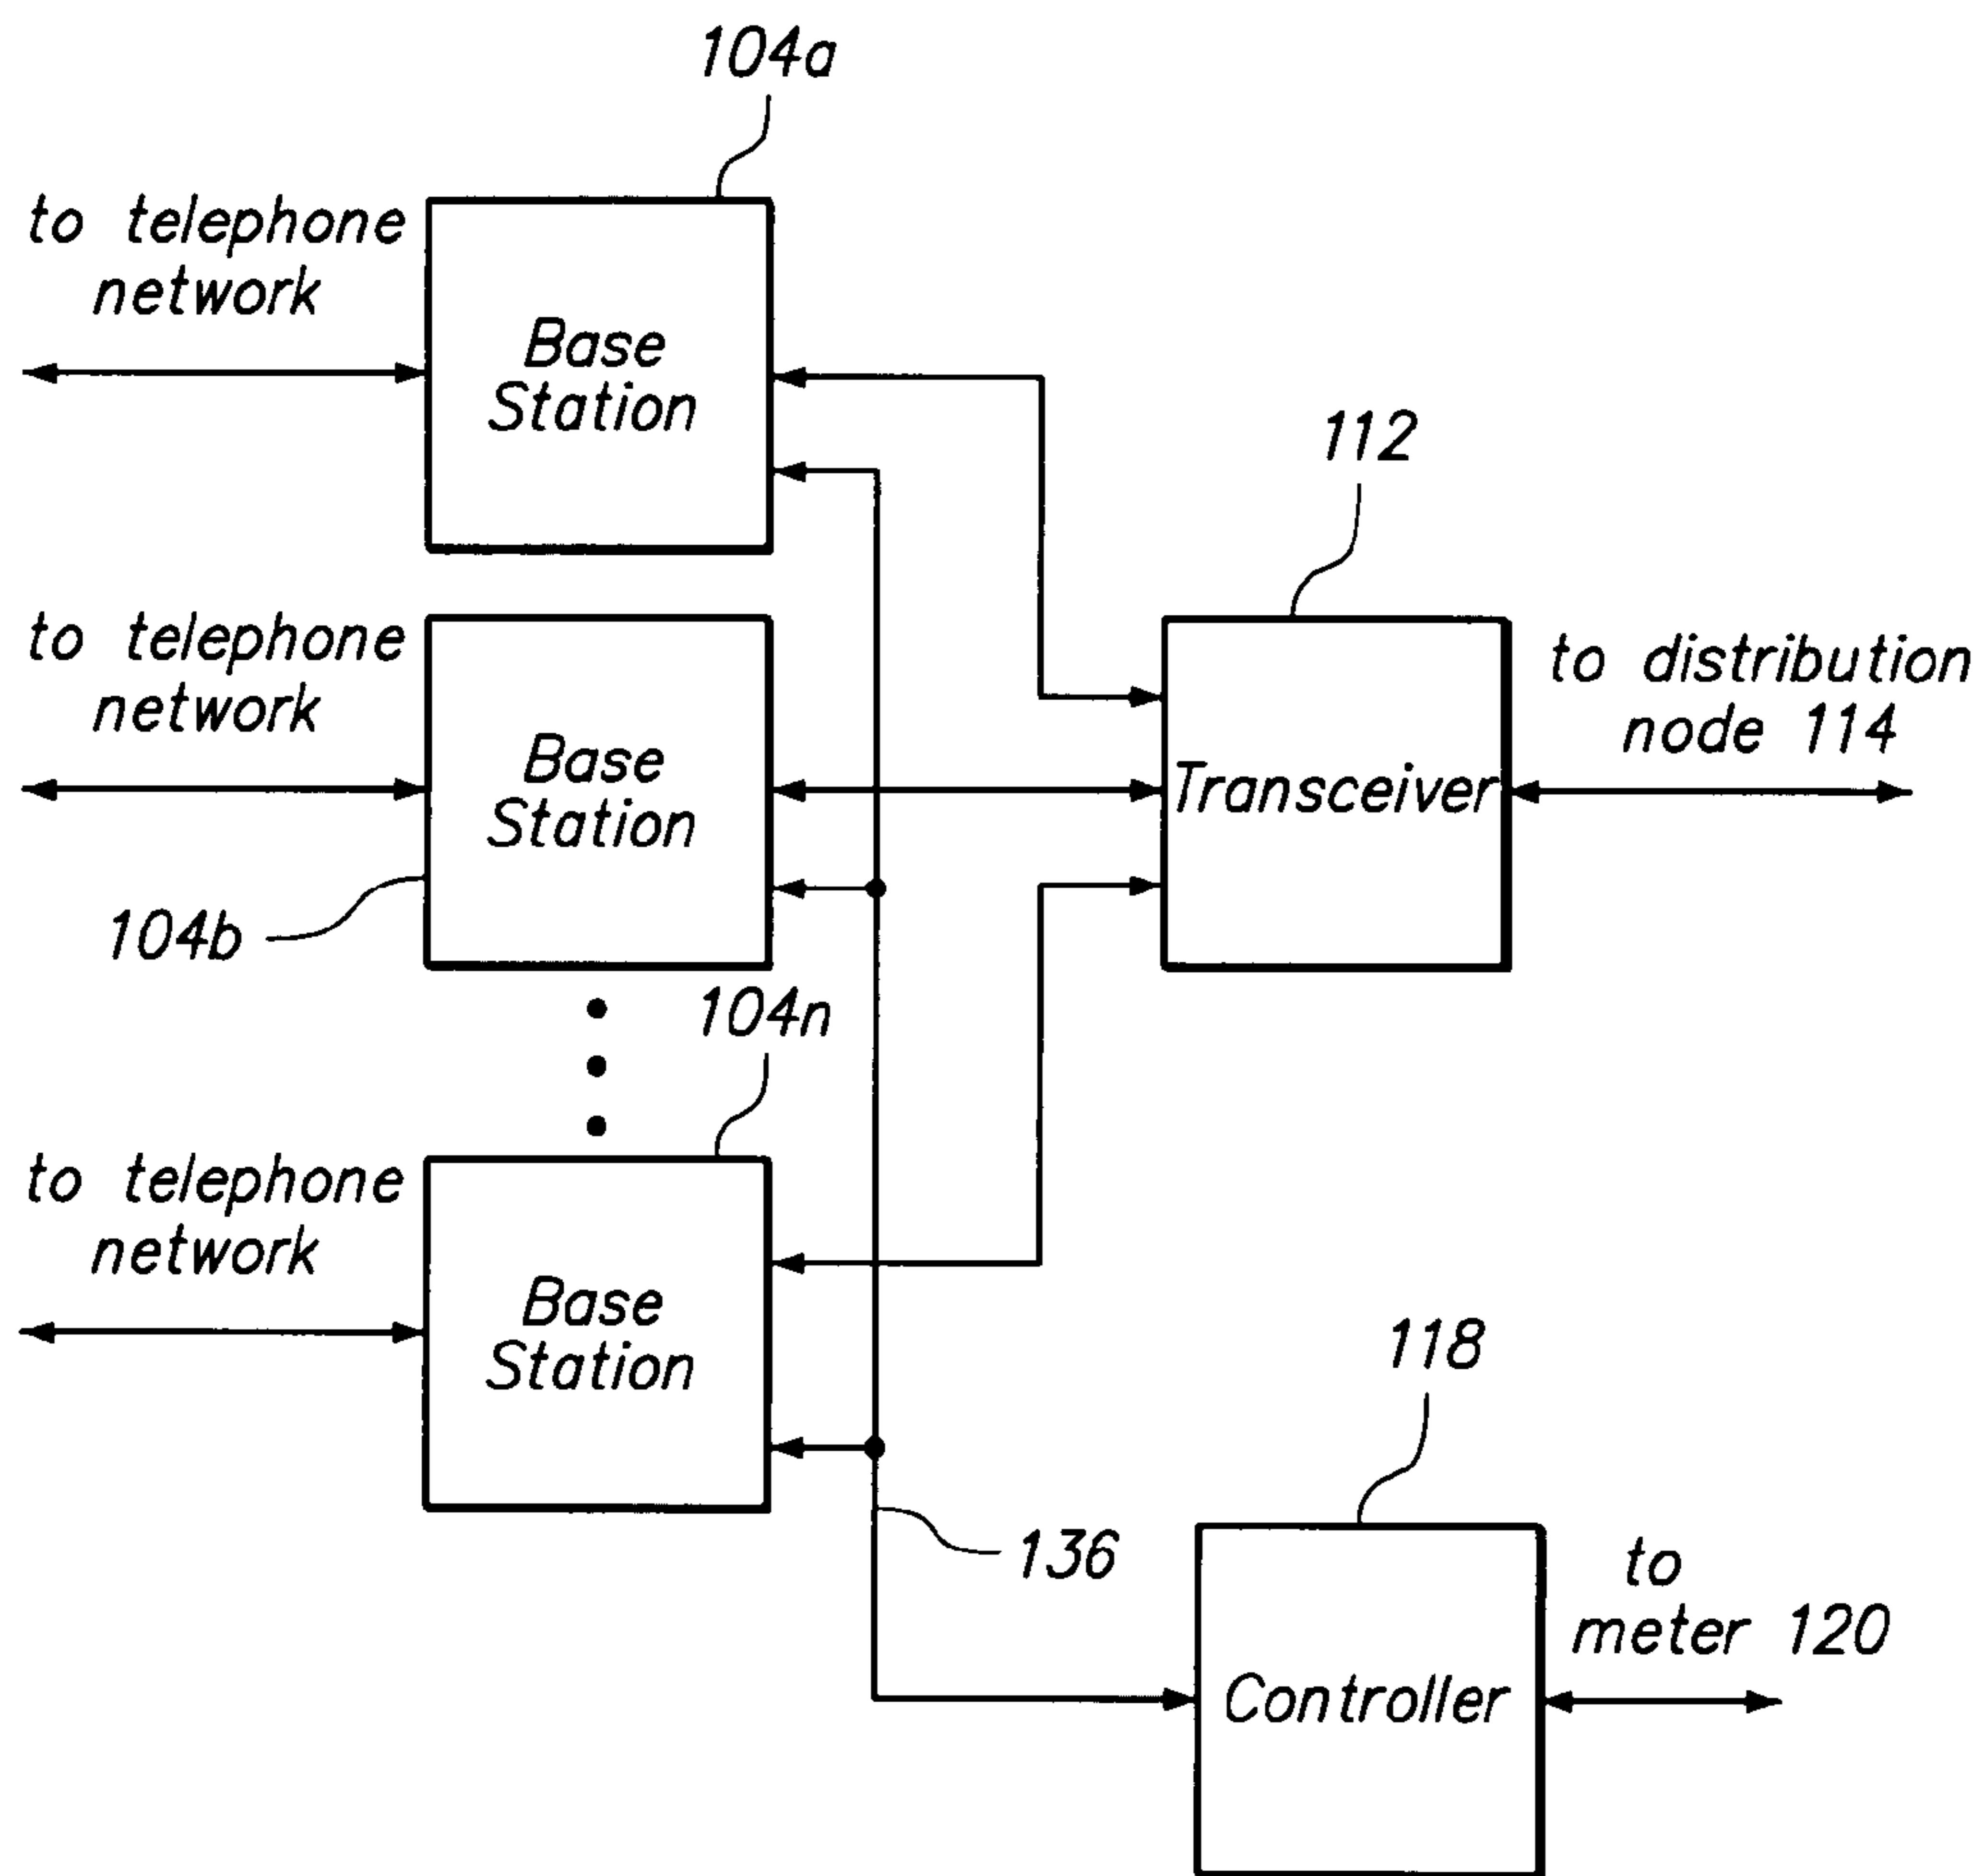 104a
to telephone
network
Base
Station
112
to telephone
network
to distribution
node 114
Base
Station
Transceiver
104b
104n
to telephone
network
Base
Station
118
136
to
meter 120
Controller